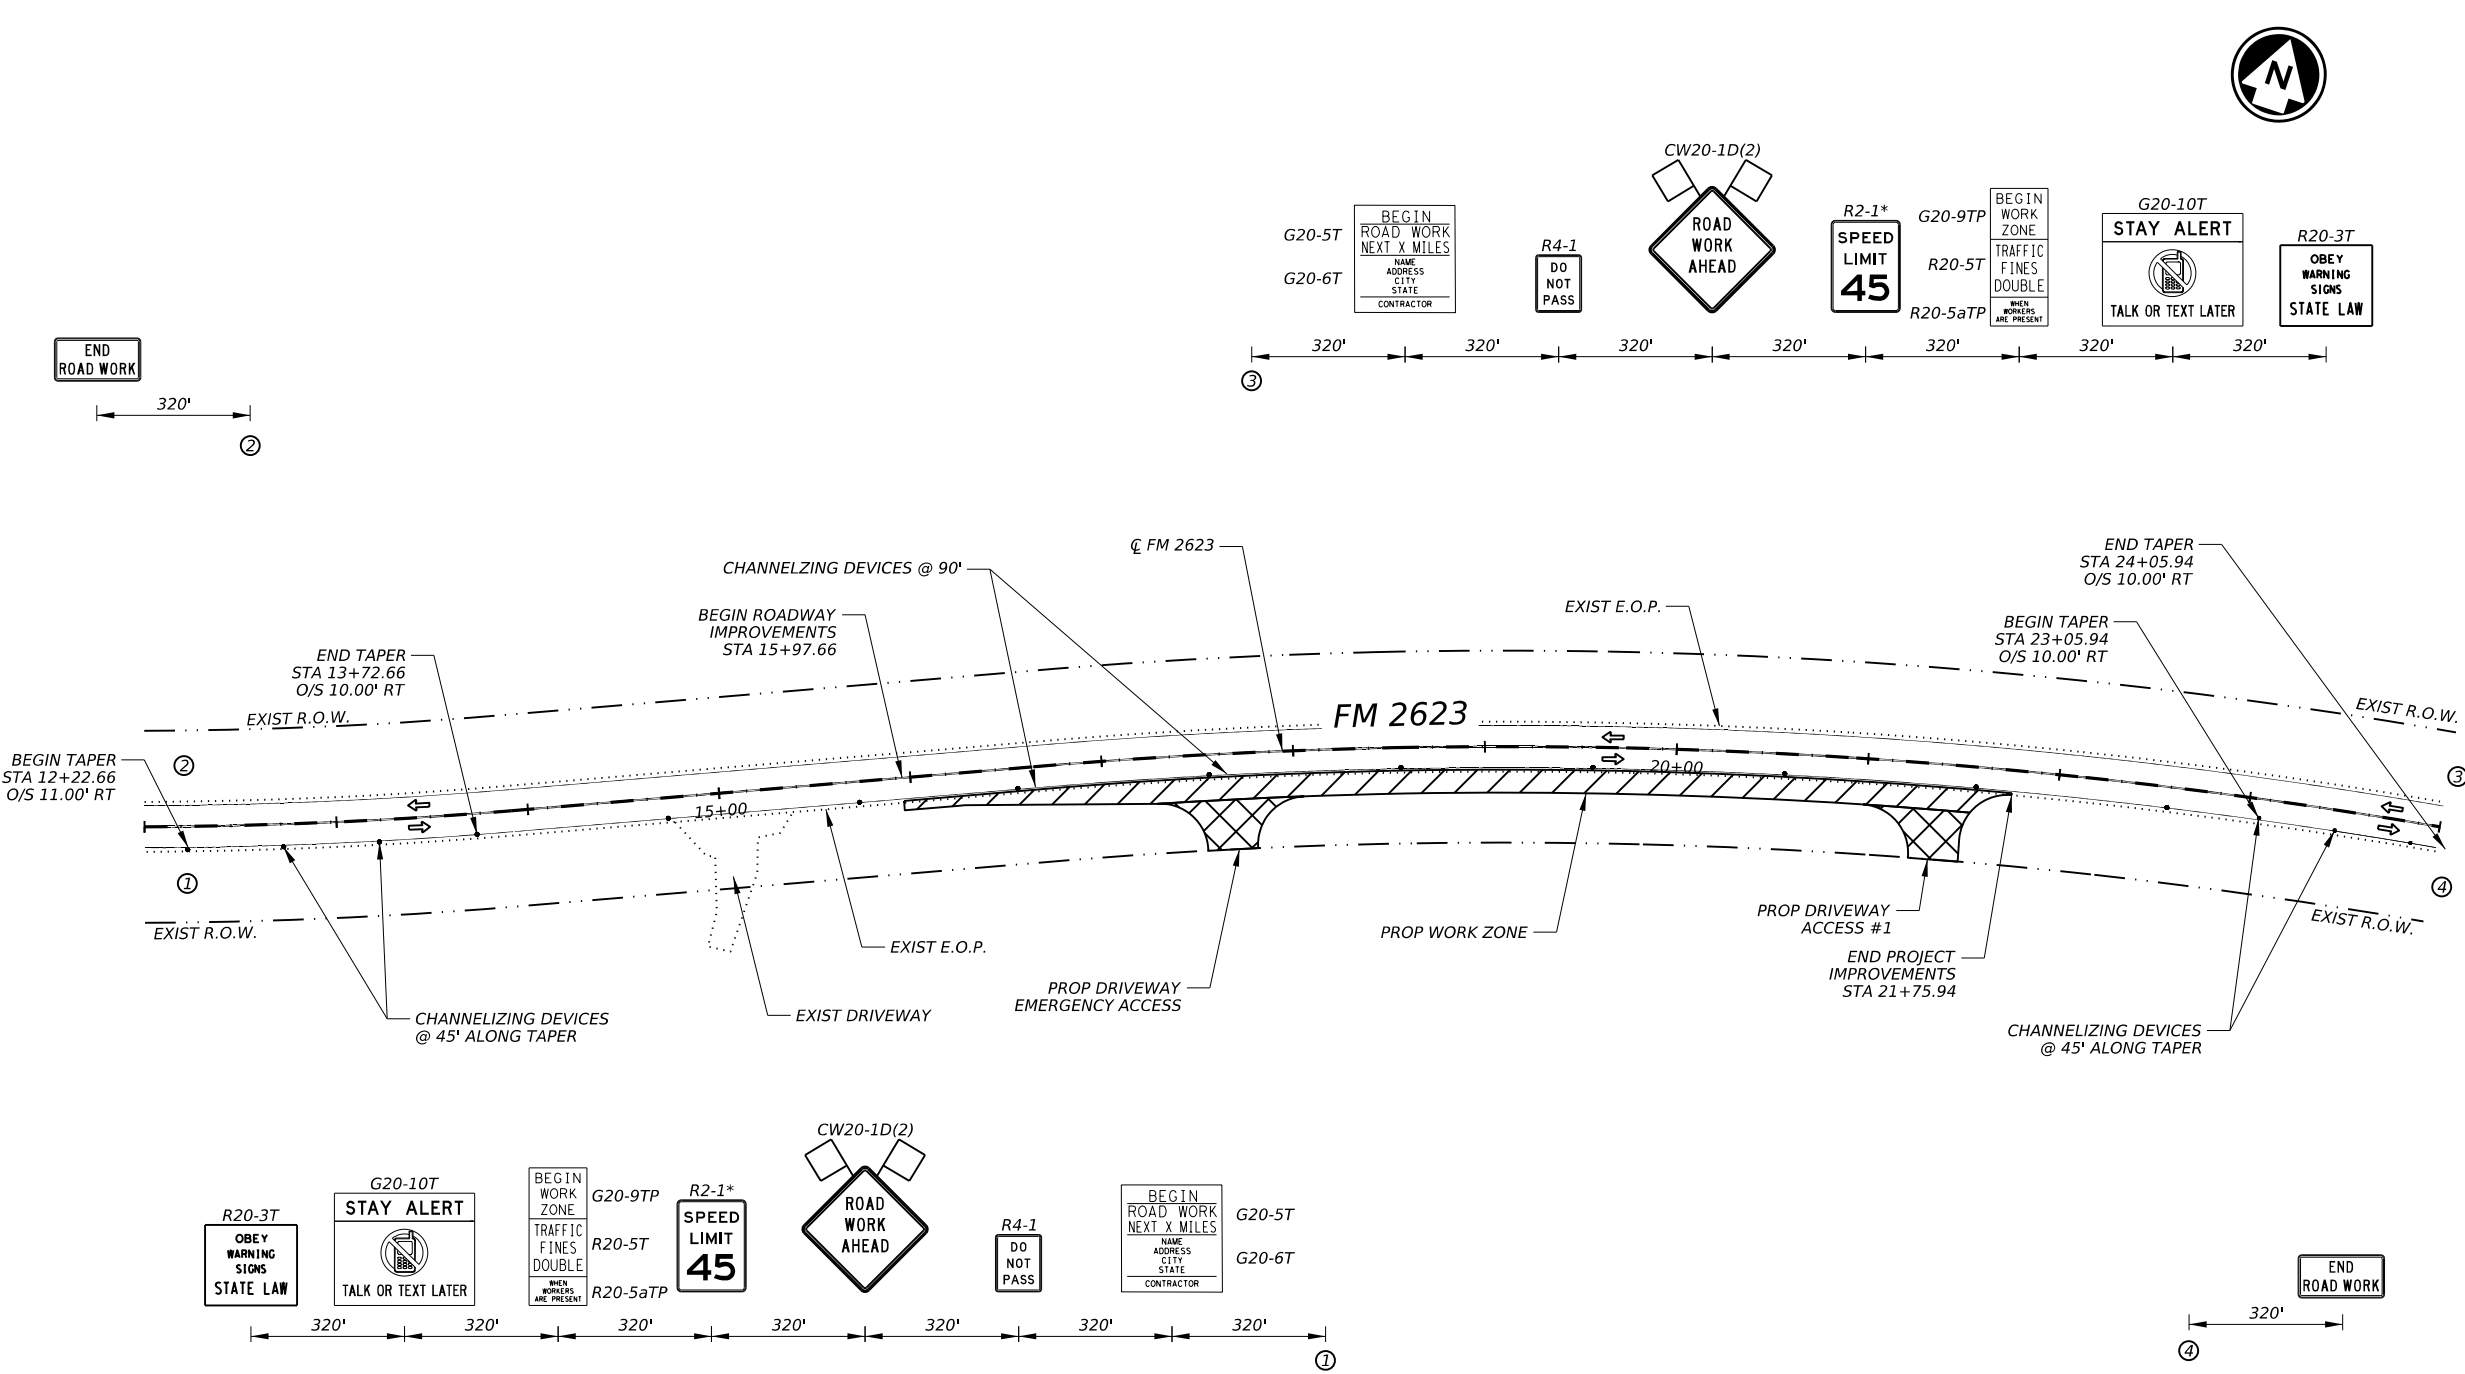 N
CW20-1D(2)
ROAD
WORK
AHEAD
G20-5T
G20-6T
BEGIN
ROAD WORK
NEXT X MILES
NAME
ADDRESS
CITY
STATE
CONTRACTOR
R4-1
DO
NOT
PASS
R2-1*
SPEED
LIMIT
45
G20-9TP
R20-5T
R20-5aTP
BEGIN
WORK
ZONE
TRAFFIC
FINES
DOUBLE
WHEN
WORKERS
ARE PRESENT
G20-10T
STAY ALERT
TALK OR TEXT LATER
R20-3T
OBEY
WARNING
SIGNS
STATE LAW
320' 320' 320' 320' 320' 320' 320'
3
END
ROAD WORK
320'
2
CHANNELZING DEVICES @ 90'
℄ FM 2623
EXIST E.O.P.
END TAPER
STA 24+05.94
O/S 10.00' RT
BEGIN TAPER
STA 23+05.94
O/S 10.00' RT
BEGIN ROADWAY
IMPROVEMENTS
STA 15+97.66
END TAPER
STA 13+72.66
O/S 10.00' RT
EXIST R.O.W.
FM 2623
EXIST R.O.W.
BEGIN TAPER
STA 12+22.66
O/S 11.00' RT
2
3
15+00
20+00
1
4
EXIST R.O.W.
EXIST R.O.W.
EXIST E.O.P.
PROP WORK ZONE
PROP DRIVEWAY
ACCESS #1
END PROJECT
IMPROVEMENTS
STA 21+75.94
PROP DRIVEWAY
EMERGENCY ACCESS
EXIST DRIVEWAY
CHANNELIZING DEVICES
@ 45' ALONG TAPER
CHANNELIZING DEVICES
@ 45' ALONG TAPER
R20-3T
OBEY
WARNING
SIGNS
STATE LAW
G20-10T
STAY ALERT
TALK OR TEXT LATER
BEGIN
WORK
ZONE
TRAFFIC
FINES
DOUBLE
WHEN
WORKERS
ARE PRESENT
G20-9TP
R20-5T
R20-5aTP
R2-1*
SPEED
LIMIT
45
CW20-1D(2)
ROAD
WORK
AHEAD
R4-1
DO
NOT
PASS
BEGIN
ROAD WORK
NEXT X MILES
NAME
ADDRESS
CITY
STATE
CONTRACTOR
G20-5T
G20-6T
320' 320' 320' 320' 320' 320' 320'
1
END
ROAD WORK
320'
4